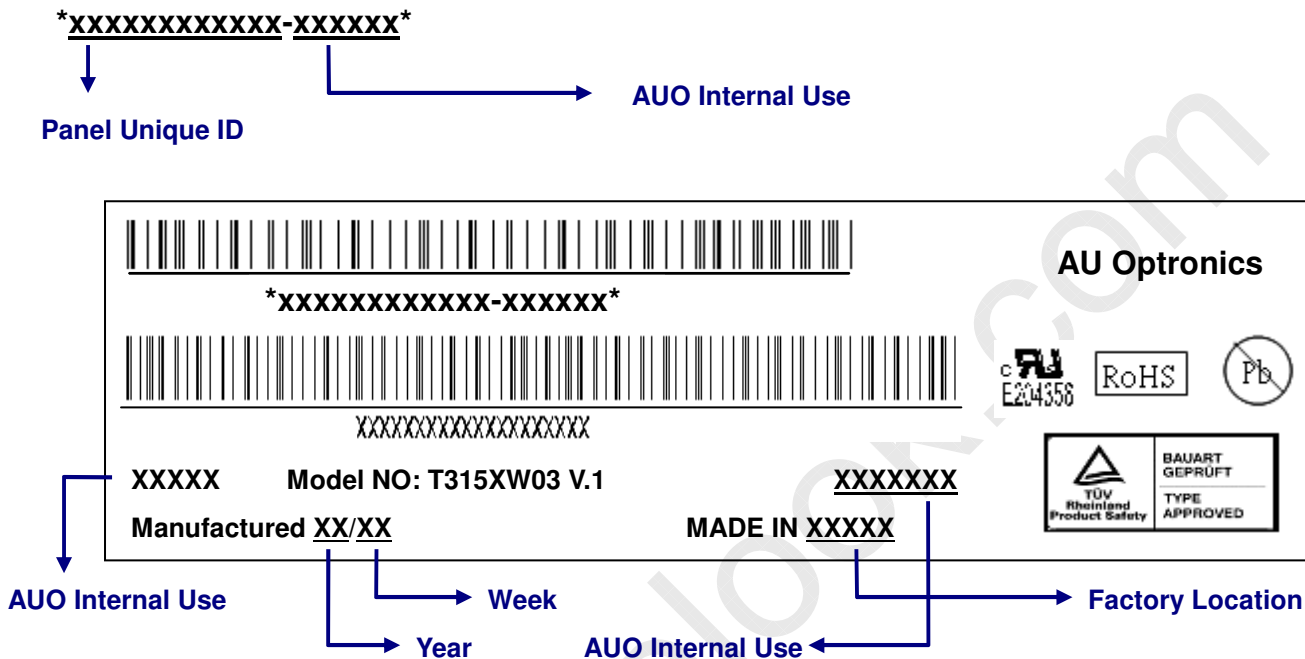 *xxxxxxxxxxxx-xxxxxx*
AUO Internal Use
Panel Unique ID
AU Optronics
*xxxxxxxxxxxx-xxxxxx*
c E204356 RoHS Pb
XXXXXXXXXXXXXXXXXXXX
XXXXX Model NO: T315XW03 V.1 XXXXXXX
TÜV Rheinland Product Safety
BAUART GEPRÜFT
TYPE APPROVED
Manufactured XX/XX MADE IN XXXXX
AUO Internal Use
Week
Factory Location
Year
AUO Internal Use